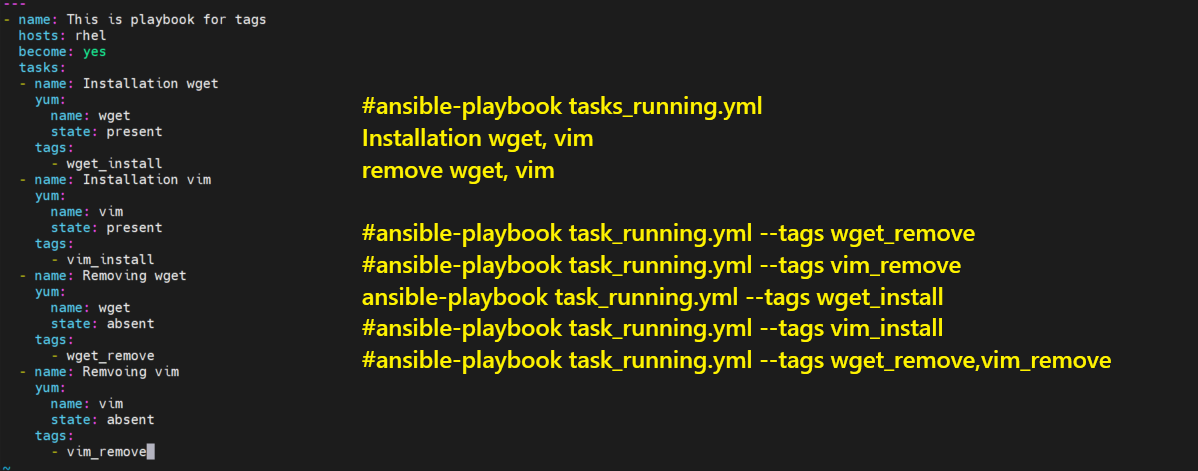 ---
- name: This is playbook for tags
  hosts: rhel
  become: yes
  tasks:
  - name: Installation wget
    yum:
      name: wget
      state: present
    tags:
      - wget_install
  - name: Installation vim
    yum:
      name: vim
      state: present
    tags:
      - vim_install
  - name: Removing wget
    yum:
      name: wget
      state: absent
    tags:
      - wget_remove
  - name: Remvoing vim
    yum:
      name: vim
      state: absent
    tags:
      - vim_remove
~
#ansible-playbook tasks_running.yml
Installation wget, vim
remove wget, vim
#ansible-playbook task_running.yml --tags wget_remove
#ansible-playbook task_running.yml --tags vim_remove
ansible-playbook task_running.yml --tags wget_install
#ansible-playbook task_running.yml --tags vim_install
#ansible-playbook task_running.yml --tags wget_remove,vim_remove